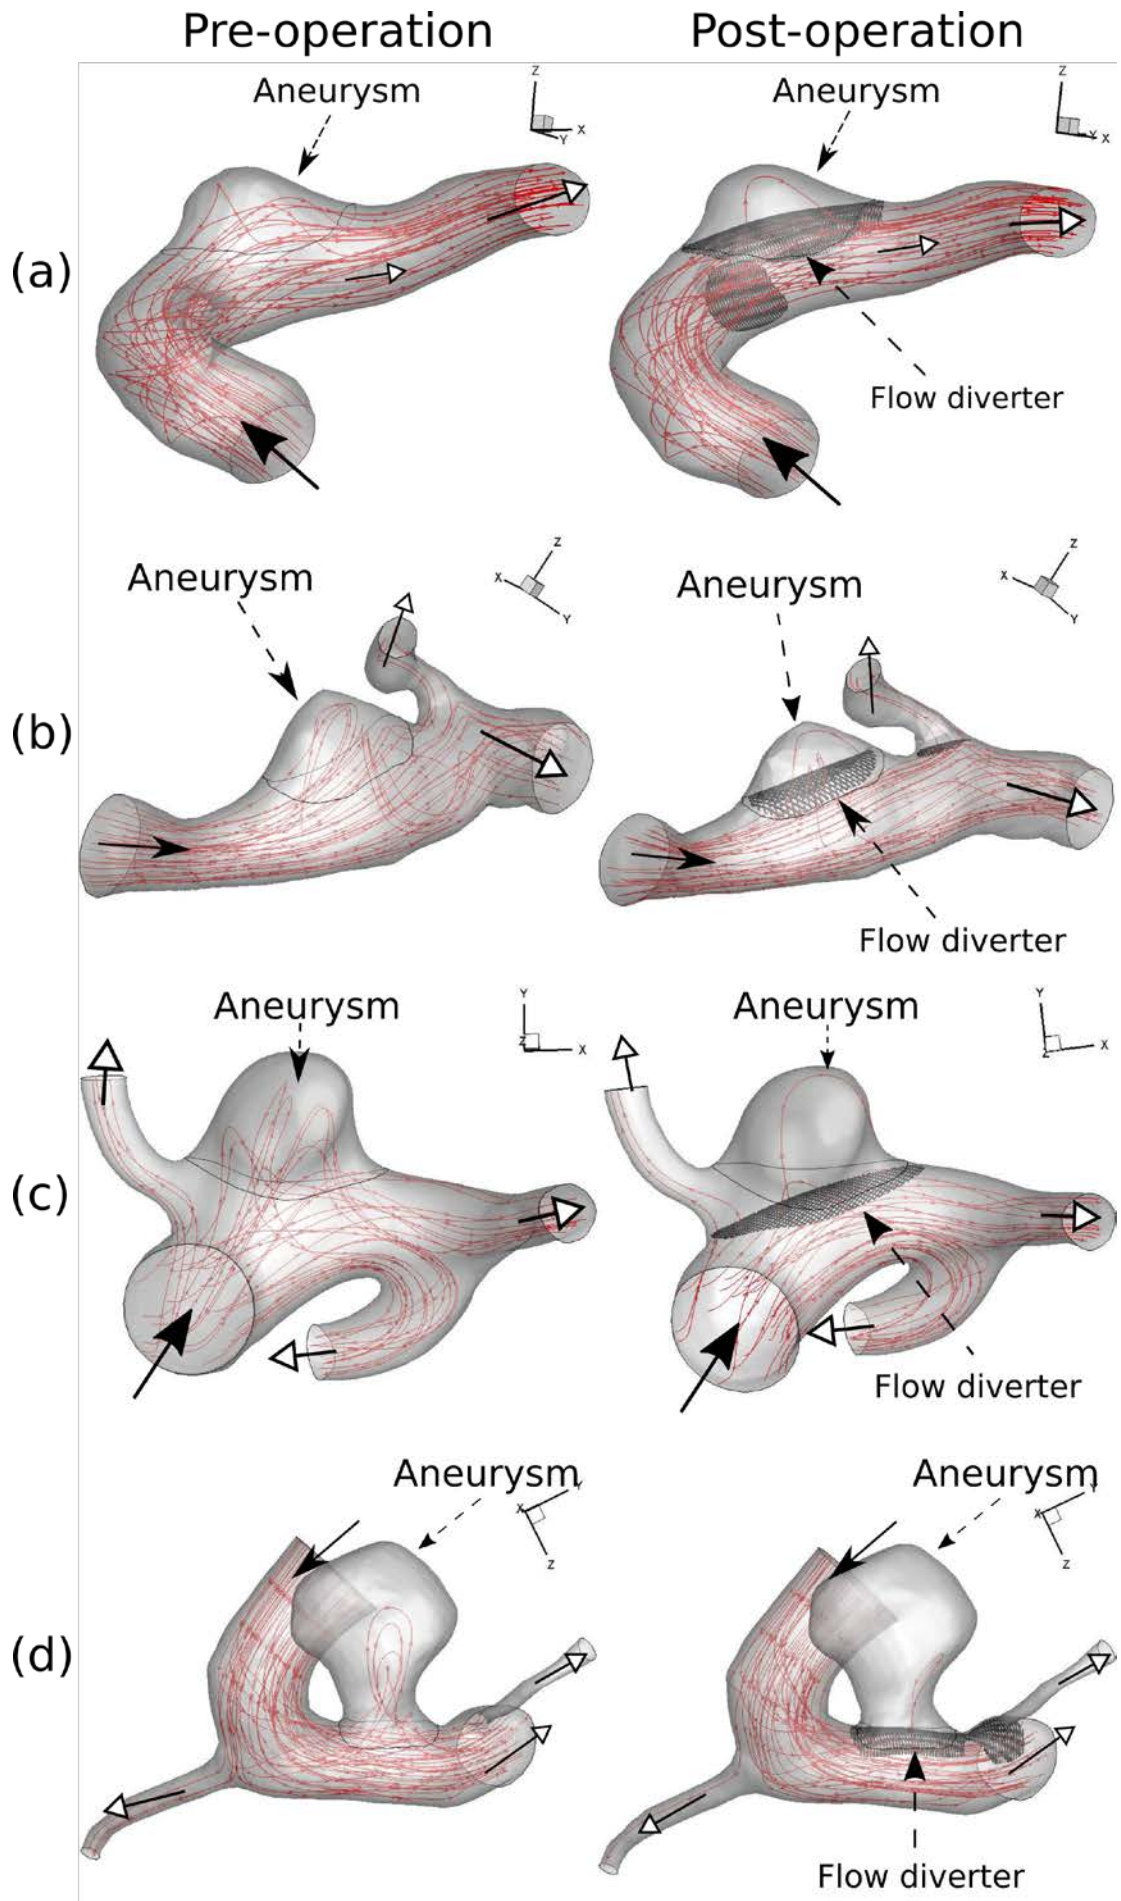 Pre-operation Post-operation
Aneurysm Aneurysm
Z Z
X Y Y X
(a)
Flow diverter
Aneurysm Aneurysm
Z Z
X X
Y Y
(b)
Flow diverter
Aneurysm Aneurysm
Y Y
Z X Z X
(c)
Flow diverter
Aneurysm Aneurysm
X Y X Y
Z Z
(d)
Flow diverter